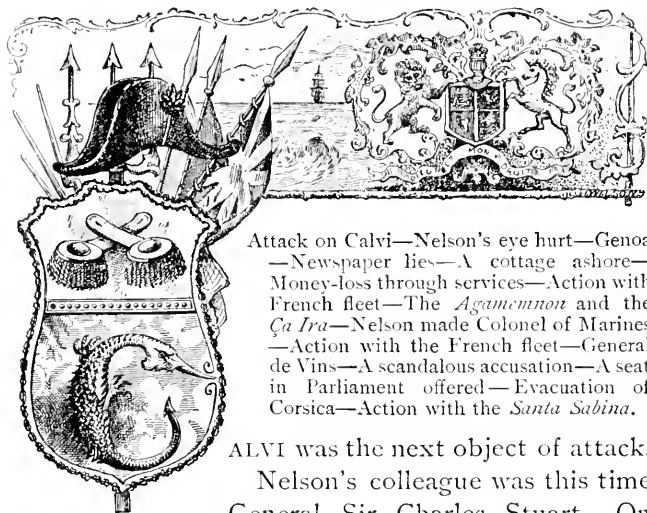 Attack on Calvi—Nelson's eye hurt—Genoa
—Newspaper lies—A cottage ashore—
Money-loss through services—Action with
French fleet—The Agamemnon and the
Ça Ira—Nelson made Colonel of Marines
—Action with the French fleet—General
de Vins—A scandalous accusation—A seat
in Parliament offered—Evacuation of
Corsica—Action with the Santa Sabina.
CALVI was the next object of attack.
Nelson's colleague was this time
General Sir Charles Stuart. On